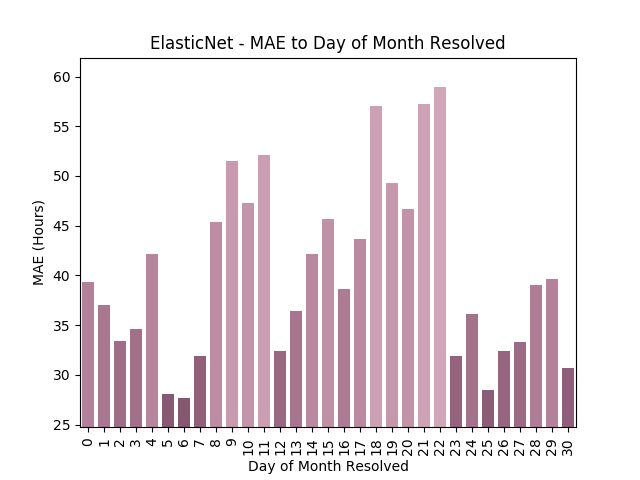 ElasticNet - MAE to Day of Month Resolved
MAE (Hours)
60
55
50
45
40
35
30
25
0 1 2 3 4 5 6 7 8 9 10 11 12 13 14 15 16 17 18 19 20 21 22 23 24 25 26 27 28 29 30
Day of Month Resolved